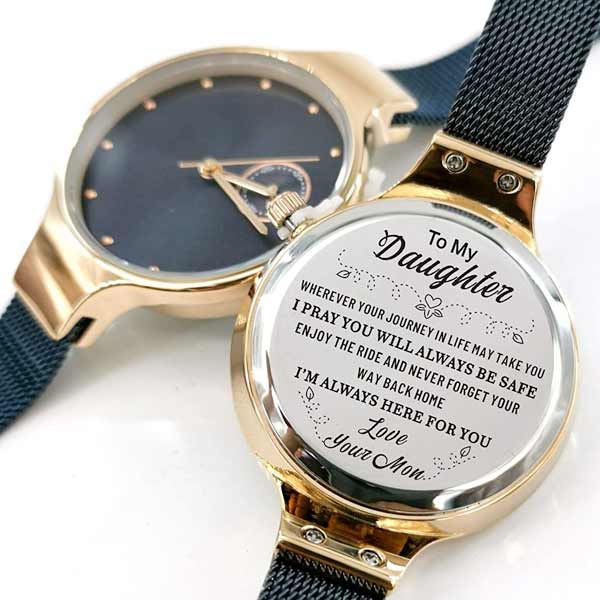 To My
Daughter
WHEREVER YOUR JOURNEY IN LIFE MAY TAKE YOU
I PRAY YOU WILL ALWAYS BE SAFE
ENJOY THE RIDE AND NEVER FORGET YOUR
WAY BACK HOME
I'M ALWAYS HERE FOR YOU
Love
Your Mom